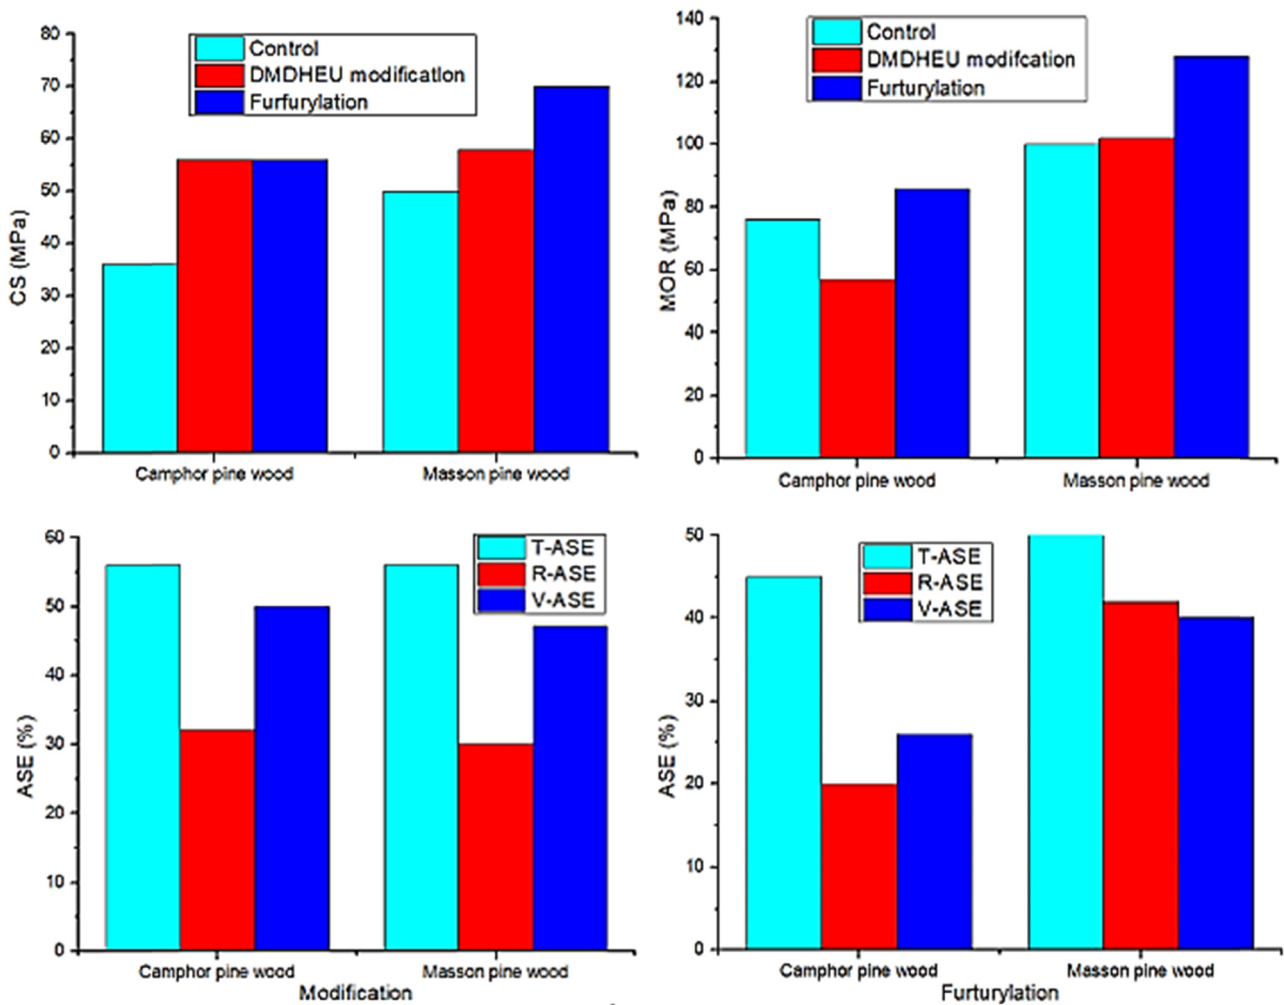 80
70
60
50
40
30
20
10
0
CS (MPa)
Control
DMDHEU modification
Furfurylation
Camphor pine wood
Masson pine wood
140
120
100
80
60
40
20
0
MOR (MPa)
Control
DMDHEU modifcation
Furturylation
Camphor pine wood
Masson pine wood
60
50
40
30
20
10
0
ASE (%)
T-ASE
R-ASE
V-ASE
Camphor pine wood
Masson pine wood
Modification
50
40
30
20
10
0
ASE (%)
T-ASE
R-ASE
V-ASE
Camphor pine wood
Masson pine wood
Furturylation